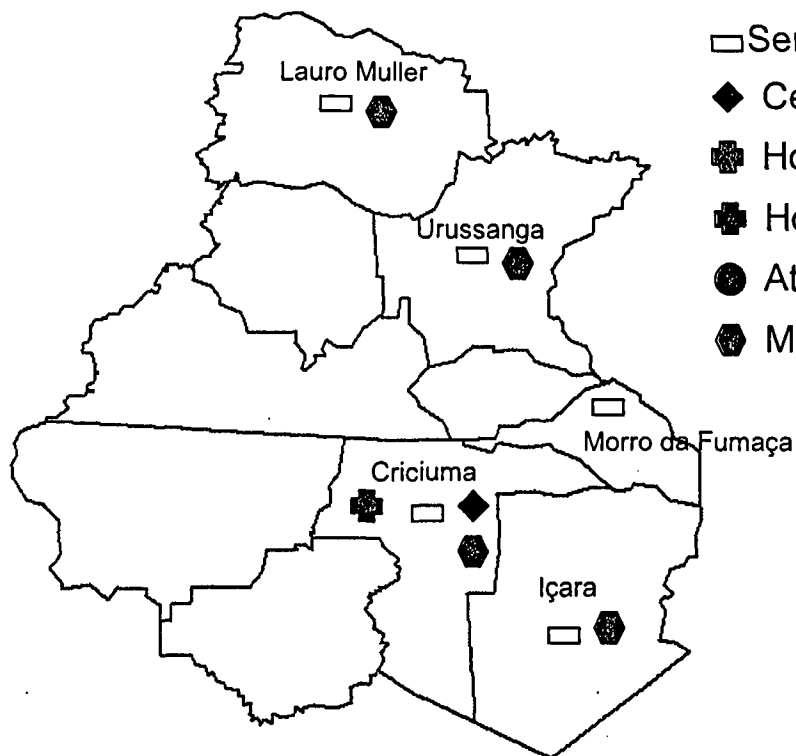 Lauro Muller
Urussanga
Morro da Fumaça
Criciuma
Içara
Ser
Ce
Ho
Ho
At
M